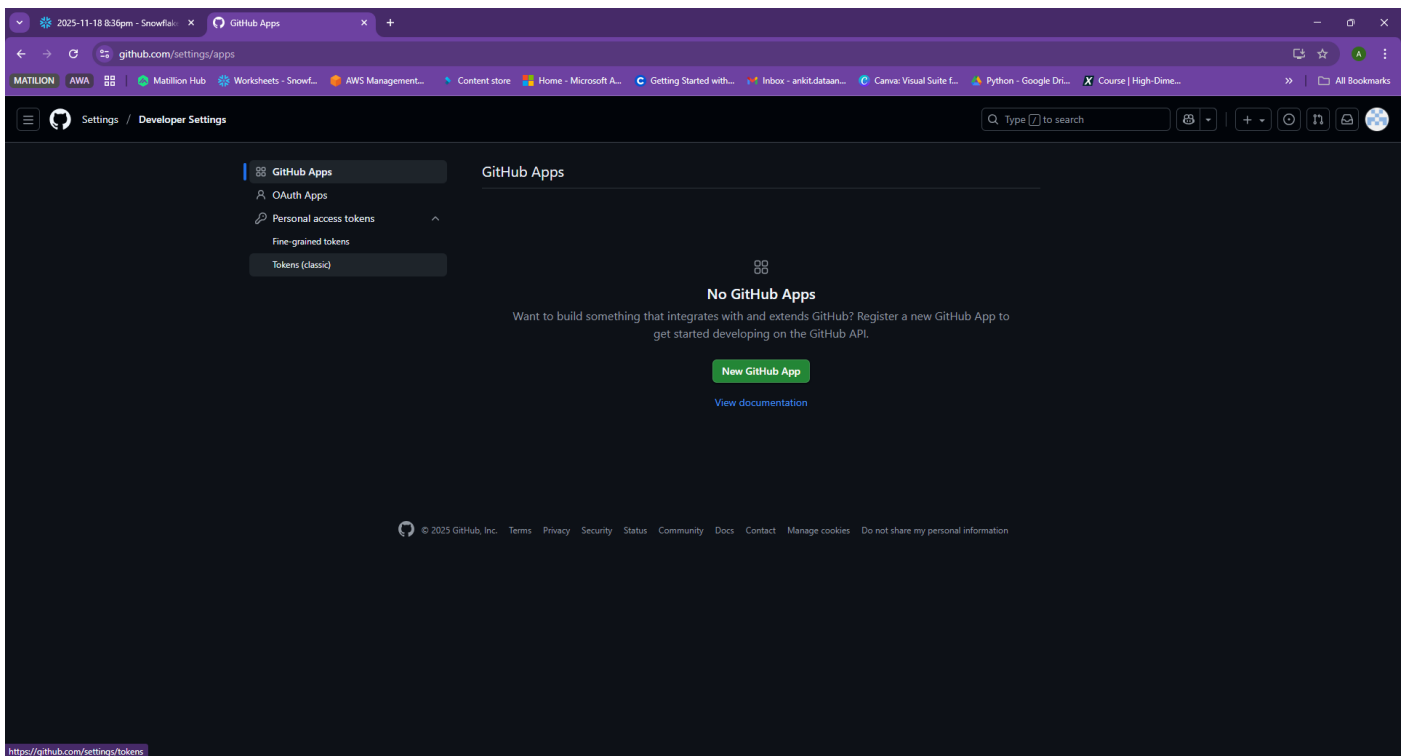 2025-11-18 8:36pm - Snowflak
GitHub Apps
github.com/settings/apps
A
MATILION
AWA
Matillion Hub
Worksheets - Snowf...
AWS Management...
Content store
Home - Microsoft A...
Getting Started with...
Inbox - ankit.dataan...
Canva: Visual Suite f...
Python - Google Dri...
Course | High-Dime...
All Bookmarks
Settings / Developer Settings
Type / to search
GitHub Apps
OAuth Apps
Personal access tokens
Fine-grained tokens
Tokens (classic)
GitHub Apps
No GitHub Apps
Want to build something that integrates with and extends GitHub? Register a new GitHub App to
get started developing on the GitHub API.
New GitHub App
View documentation
© 2025 GitHub, Inc. Terms Privacy Security Status Community Docs Contact Manage cookies Do not share my personal information
https://github.com/settings/tokens